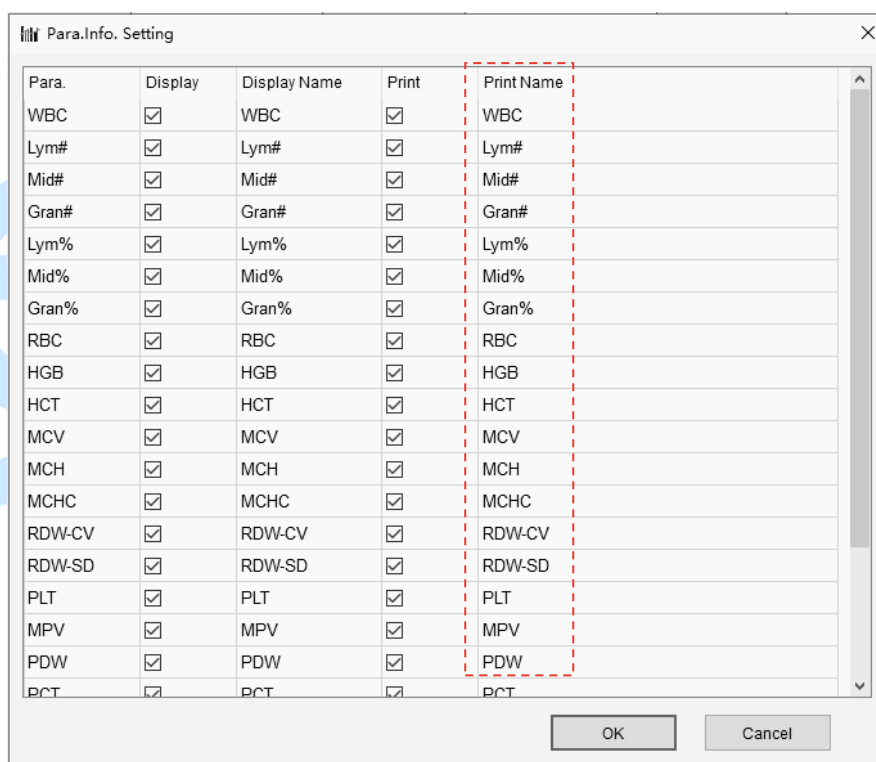 Para.Info. Setting
Para. Display Display Name Print Print Name
WBC WBC WBC
Lym# Lym# Lym#
Mid# Mid# Mid#
Gran# Gran# Gran#
Lym% Lym% Lym%
Mid% Mid% Mid%
Gran% Gran% Gran%
RBC RBC RBC
HGB HGB HGB
HCT HCT HCT
MCV MCV MCV
MCH MCH MCH
MCHC MCHC MCHC
RDW-CV RDW-CV RDW-CV
RDW-SD RDW-SD RDW-SD
PLT PLT PLT
MPV MPV MPV
PDW PDW PDW
PCT PCT PCT
OK Cancel